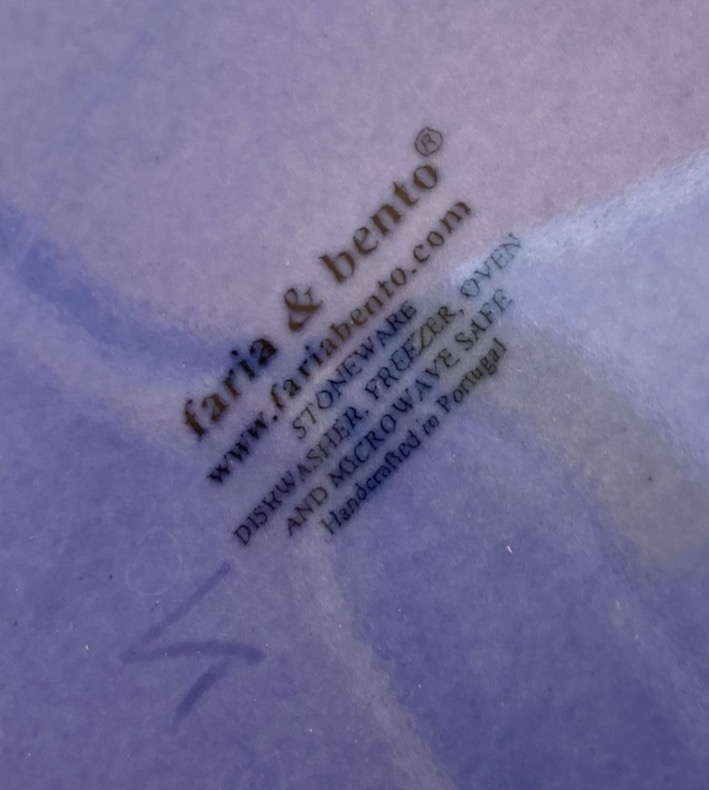 faria & bento®
www.fariabento.com
STONEWARE
DISHWASHER, FREEZER, OVEN
AND MICROWAVE SAFE
Handcrafted in Portugal